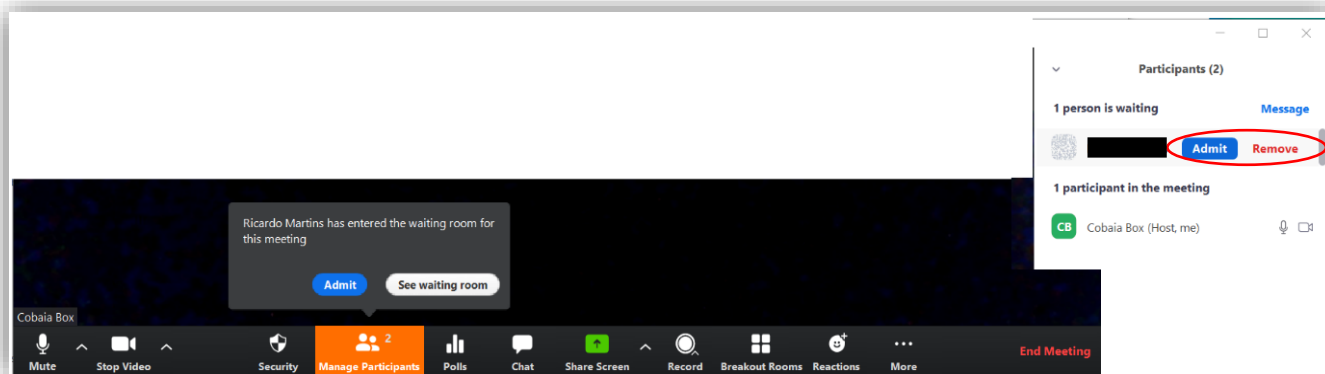 Participants (2)
1 person is waiting Message
Admit Remove
1 participant in the meeting
CB Cobaia Box (Host, me)
Ricardo Martins has entered the waiting room for
this meeting
Admit See waiting room
Cobaia Box
2
Mute Stop Video Security Manage Participants Polls Chat Share Screen Record Breakout Rooms Reactions More End Meeting